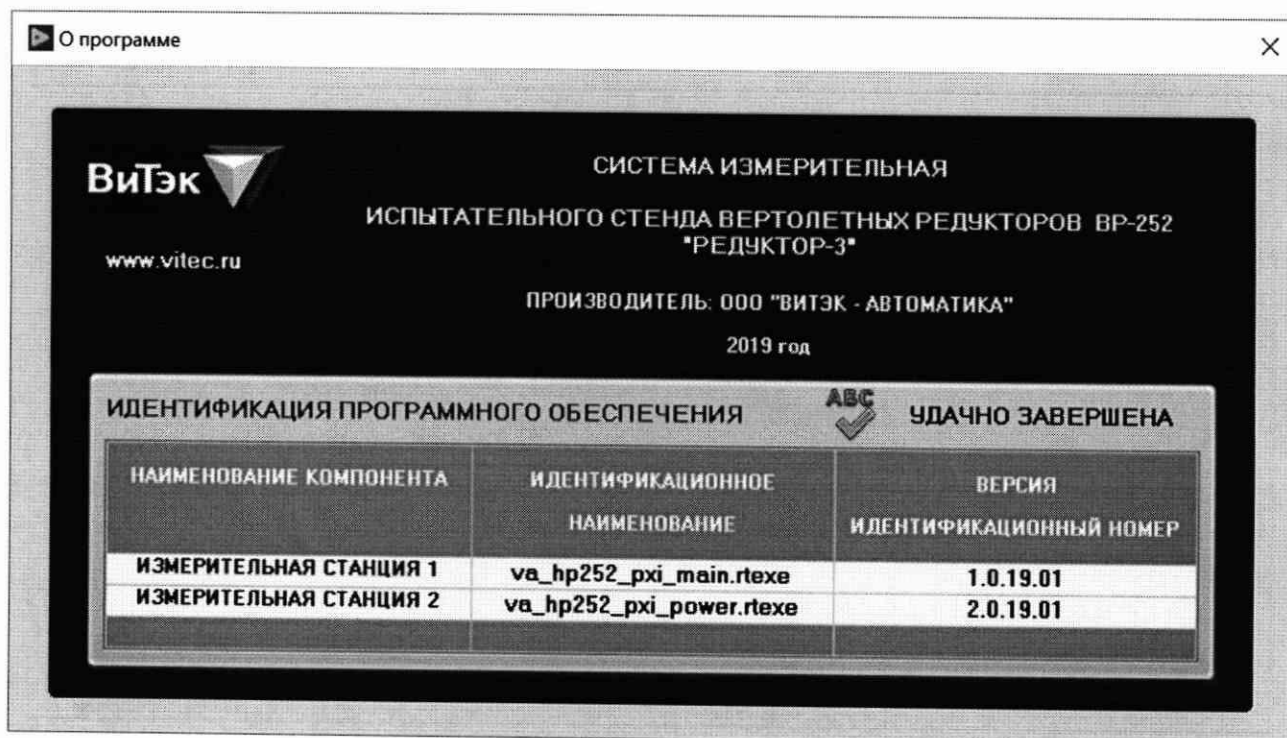 О программе
ВиТэк
www.vitec.ru
СИСТЕМА ИЗМЕРИТЕЛЬНАЯ
ИСПЫТАТЕЛЬНОГО СТЕНДА ВЕРТОЛЕТНЫХ РЕДУКТОРОВ ВР-252
"РЕДУКТОР-3"
ПРОИЗВОДИТЕЛЬ: ООО "ВИТЭК - АВТОМАТИКА"
2019 год
ИДЕНТИФИКАЦИЯ ПРОГРАММНОГО ОБЕСПЕЧЕНИЯ ABC УДАЧНО ЗАВЕРШЕНА
НАИМЕНОВАНИЕ КОМПОНЕНТА
ИДЕНТИФИКАЦИОННОЕ
НАИМЕНОВАНИЕ
ВЕРСИЯ
ИДЕНТИФИКАЦИОННЫЙ НОМЕР
ИЗМЕРИТЕЛЬНАЯ СТАНЦИЯ 1 va_hp252_pxi_main.rtexe 1.0.19.01
ИЗМЕРИТЕЛЬНАЯ СТАНЦИЯ 2 va_hp252_pxi_power.rtexe 2.0.19.01